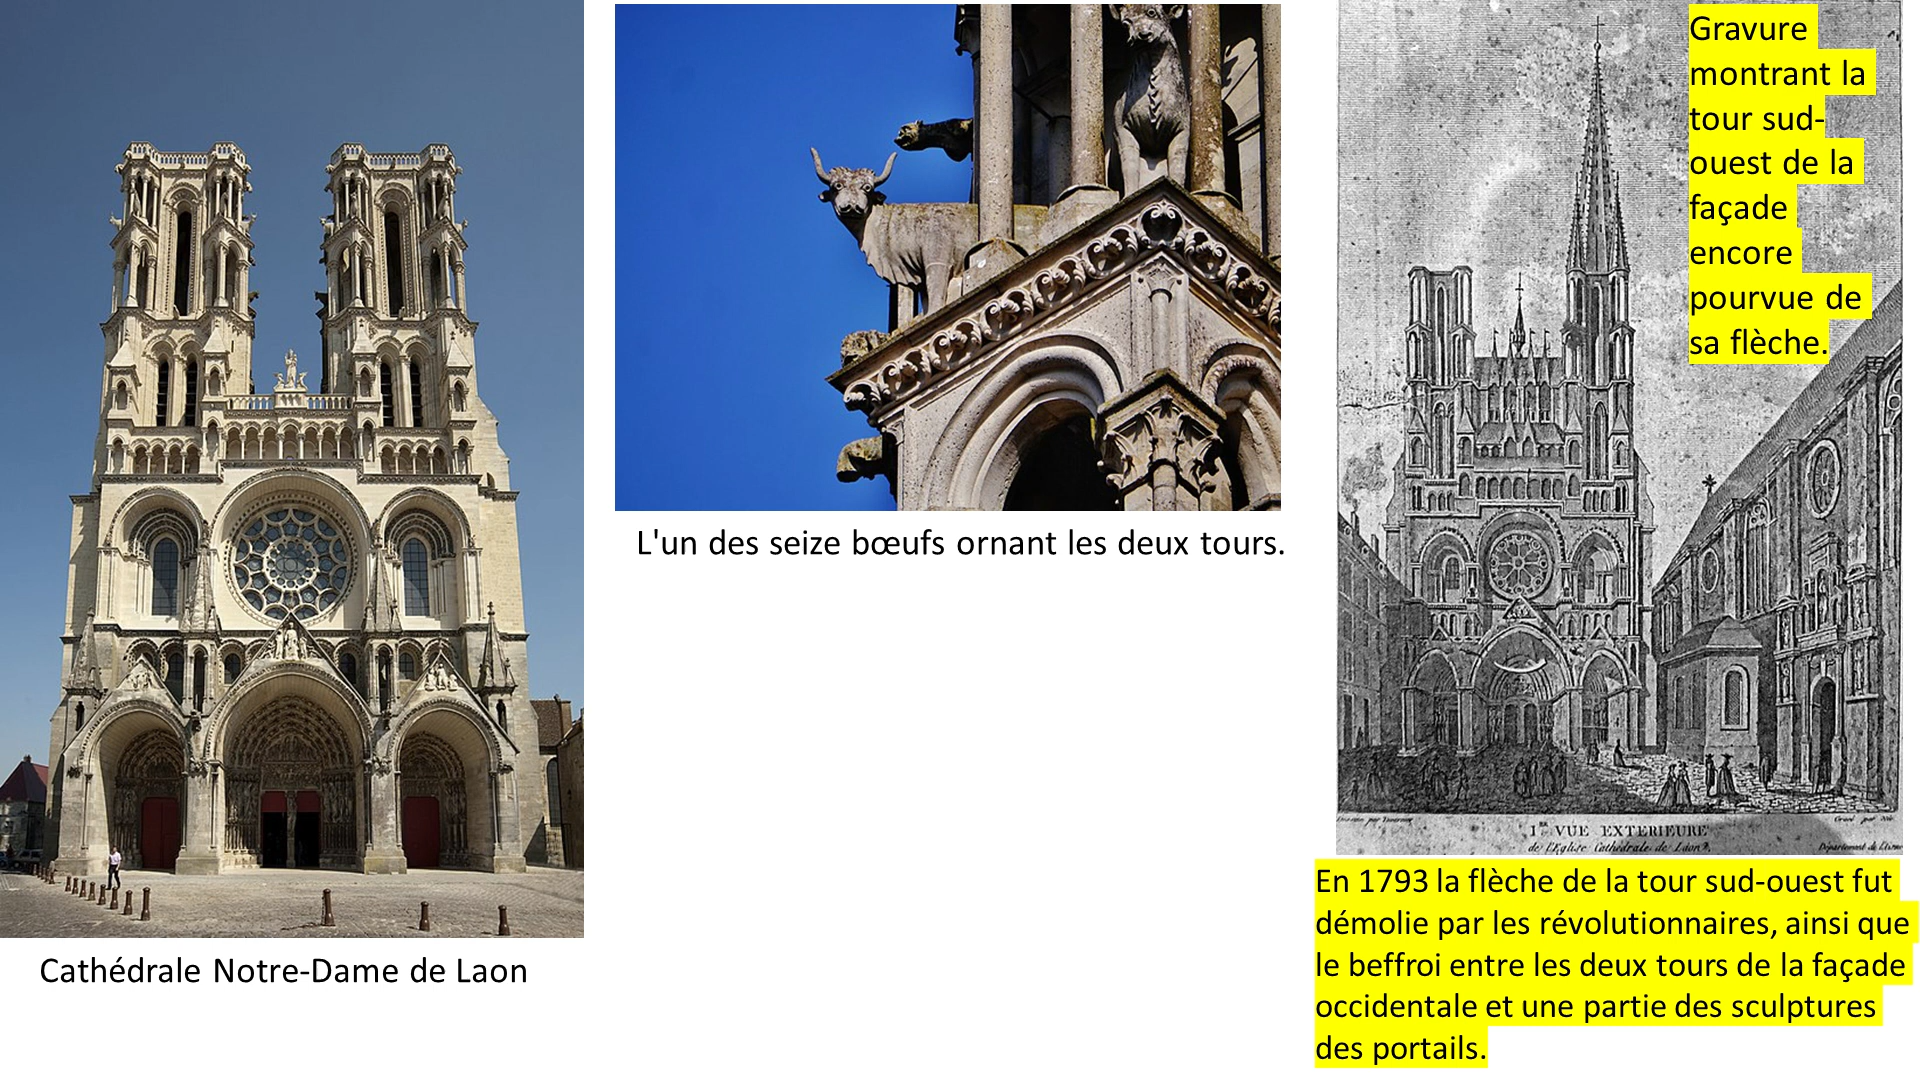 Cathédrale Notre-Dame de Laon
L'un des seize bœufs ornant les deux tours.
Gravure
montrant la
tour sud-
ouest de la
façade
encore
pourvue de
sa flèche.
1re VUE EXTERIEURE
de l'Eglise Cathédrale de Laon
Département de l'Aisne
En 1793 la flèche de la tour sud-ouest fut
démolie par les révolutionnaires, ainsi que
le beffroi entre les deux tours de la façade
occidentale et une partie des sculptures
des portails.